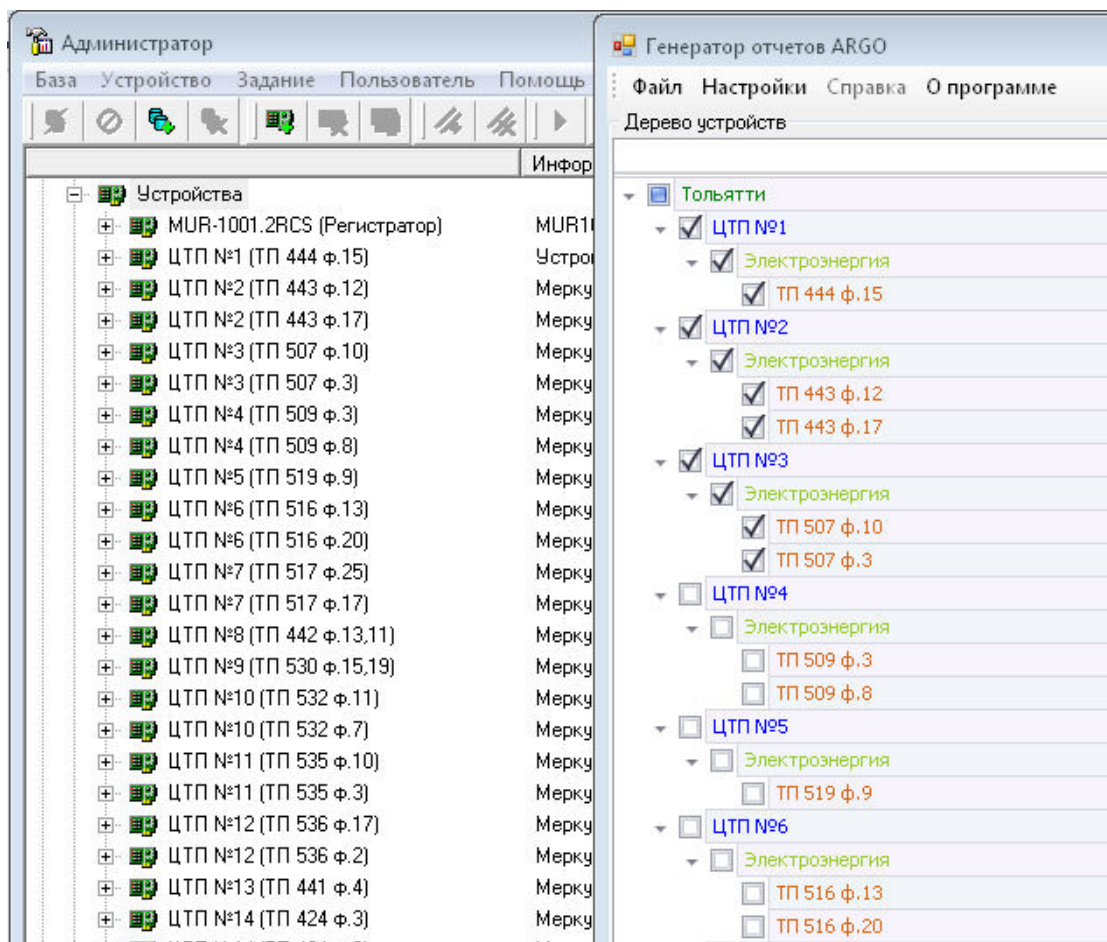 Администратор
База Устройство Задание Пользователь Помощь
Инфор
Устройства
MUR-1001.2RCS (Регистратор) MUR1
ЦТП №1 (ТП 444 ф.15) Устро
ЦТП №2 (ТП 443 ф.12) Мерку
ЦТП №2 (ТП 443 ф.17) Мерку
ЦТП №3 (ТП 507 ф.10) Мерку
ЦТП №3 (ТП 507 ф.3) Мерку
ЦТП №4 (ТП 509 ф.3) Мерку
ЦТП №4 (ТП 509 ф.8) Мерку
ЦТП №5 (ТП 519 ф.9) Мерку
ЦТП №6 (ТП 516 ф.13) Мерку
ЦТП №6 (ТП 516 ф.20) Мерку
ЦТП №7 (ТП 517 ф.25) Мерку
ЦТП №7 (ТП 517 ф.17) Мерку
ЦТП №8 (ТП 442 ф.13,11) Мерку
ЦТП №9 (ТП 530 ф.15,19) Мерку
ЦТП №10 (ТП 532 ф.11) Мерку
ЦТП №10 (ТП 532 ф.7) Мерку
ЦТП №11 (ТП 535 ф.10) Мерку
ЦТП №11 (ТП 535 ф.3) Мерку
ЦТП №12 (ТП 536 ф.17) Мерку
ЦТП №12 (ТП 536 ф.2) Мерку
ЦТП №13 (ТП 441 ф.4) Мерку
ЦТП №14 (ТП 424 ф.3) Мерку
Генератор отчетов ARGO
Файл Настройки Справка О программе
Дерево устройств
Тольятти
ЦТП №1
Электроэнергия
ТП 444 ф.15
ЦТП №2
Электроэнергия
ТП 443 ф.12
ТП 443 ф.17
ЦТП №3
Электроэнергия
ТП 507 ф.10
ТП 507 ф.3
ЦТП №4
Электроэнергия
ТП 509 ф.3
ТП 509 ф.8
ЦТП №5
Электроэнергия
ТП 519 ф.9
ЦТП №6
Электроэнергия
ТП 516 ф.13
ТП 516 ф.20